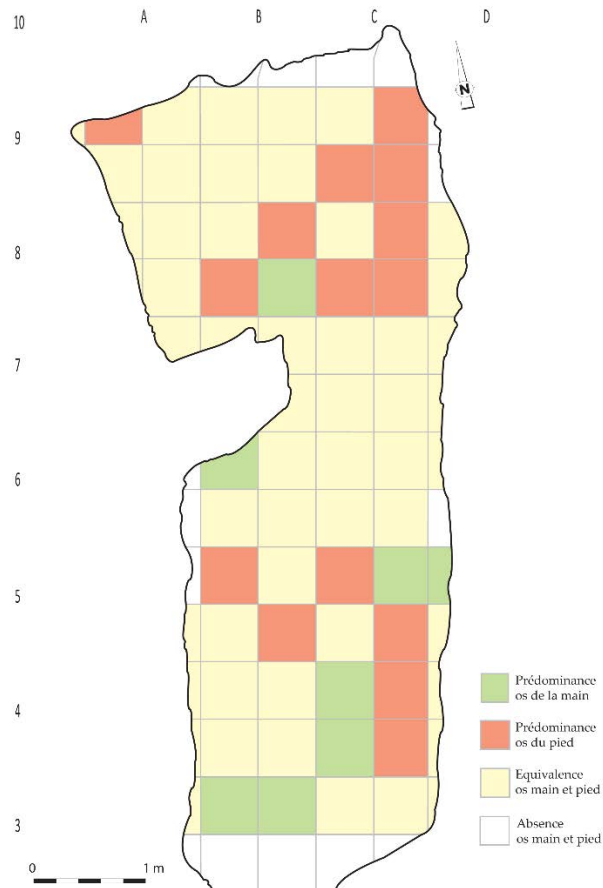 10
A B C D
N
9
8
7
6
5
4
3
Prédominance
os de la main
Prédominance
os du pied
Equivalence
os main et pied
Absence
os main et pied
0 1 m